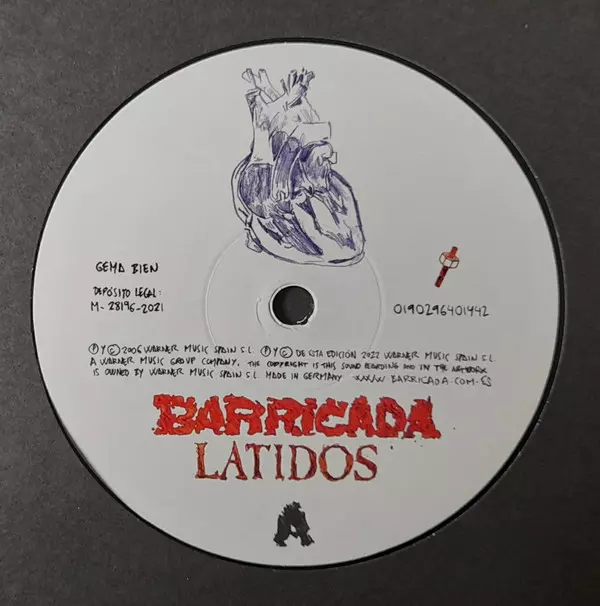 GEMA BIEN
DEPÓSITO LEGAL:
M-28196-2021
0190296401442
Ⓟ Y © 2006 WARNER MUSIC SPAIN S.L. Ⓟ Y © DE ESTA EDICIÓN 2022 WARNER MUSIC SPAIN S.L.
A WARNER MUSIC GROUP COMPANY. THE COPYRIGHT IS THIS SOUND RECORDING AND IN THE ARTWORK
IS OWNED BY WARNER MUSIC SPAIN S.L. MADE IN GERMANY BARRICADA.COM.ES
BARRICADA
LATIDOS
A